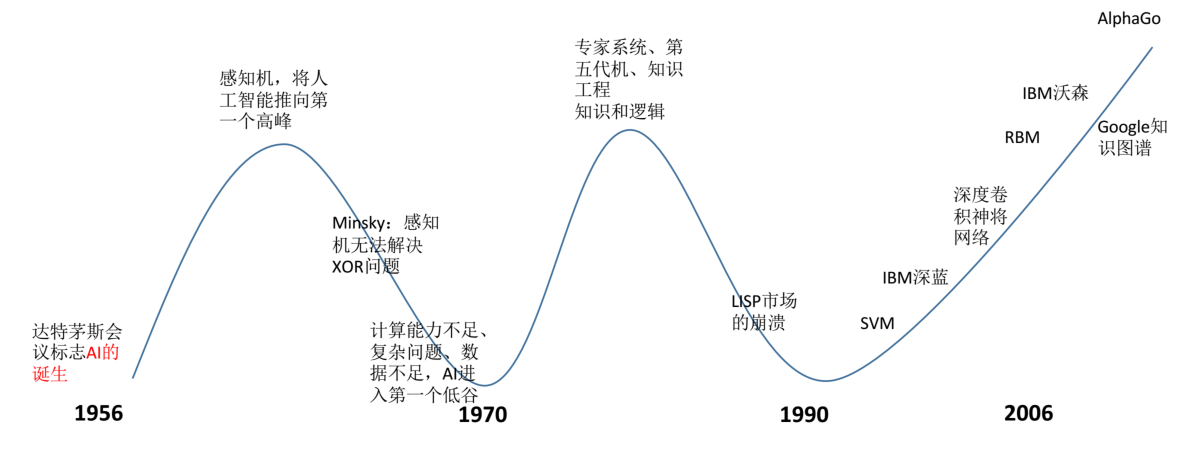 AlphaGo
专家系统、第
五代机、知识
工程
知识和逻辑
感知机，将人
工智能推向第
一个高峰
IBM沃森
RBM
Google知
识图谱
深度卷
积神将
网络
Minsky：感知
机无法解决
XOR问题
IBM深蓝
LISP市场
的崩溃
SVM
达特茅斯会
议标志AI的
诞生
计算能力不足、
复杂问题、数
据不足，AI进
入第一个低谷
1956
1970
1990
2006